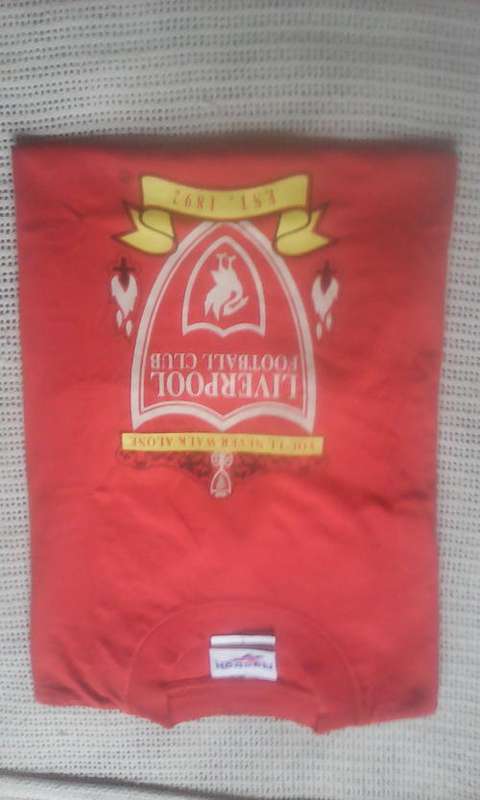 YOU'LL NEVER WALK ALONE
LIVERPOOL
FOOTBALL CLUB
EST. 1892